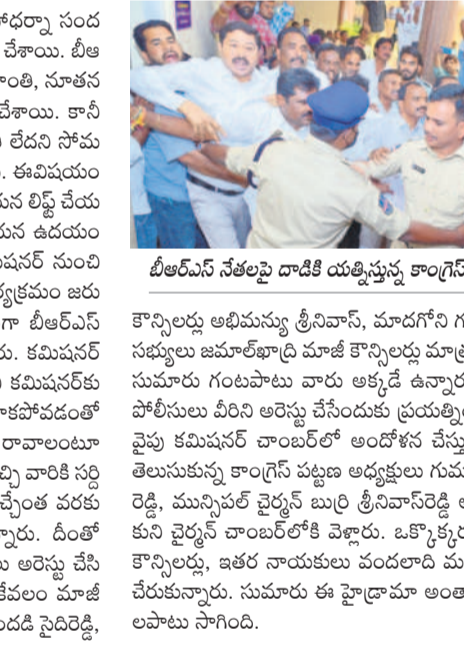 ోధర్నా సంద
చేశాయి. బీఆ
ాంతి, నూతన
చేశాయి. కానీ
లేదని సోమ
. ఈవిషయం
యన లిఫ్ట్ చేయ
రున ఉదయం
ిషనర్ నుంచి
ర్యక్రమం జరు
గా బీఆర్ఎస్
రు. కమిషనర్
కమిషనర్‌కు
ాకపోవడంతో
రావాలంటూ
చ్చి వారికి సర్ది
చ్చేంత వరకు
్నారు. దీంతో
ు అరెస్టు చేసి
కేవలం మాజీ
ందడి సైదిరెడ్డి,
బీఆర్ఎస్ నేతలపై దాడికి యత్నిస్తున్న కాంగ్రెస్
కౌన్సిలర్లు అభిమన్యు శ్రీనివాస్, మాదగోని గ
సభ్యులు జమాల్‌ఖాద్రి మాజీ కౌన్సిలర్లు మాత్ర
సుమారు గంటపాటు వారు అక్కడే ఉన్నారు
పోలీసులు వీరిని అరెస్టు చేసేందుకు ప్రయత్ని
వైపు కమిషనర్ చాంబర్‌లో అందోళన చేస్తు
తెలుసుకున్న కాంగ్రెస్ పట్టణ అధ్యక్షులు గుమ
రెడ్డి, మున్సిపల్ చైర్మన్ బుర్రి శ్రీనివాస్‌రెడ్డి అ
కుని చైర్మన్ చాంబర్‌లోకి వెళ్లారు. ఒక్కొక్కర
కౌన్సిలర్లు, ఇతర నాయకులు వందలాది మ
చేరుకున్నారు. సుమారు ఈ హైడ్రామా అంతా
లపాటు సాగింది.